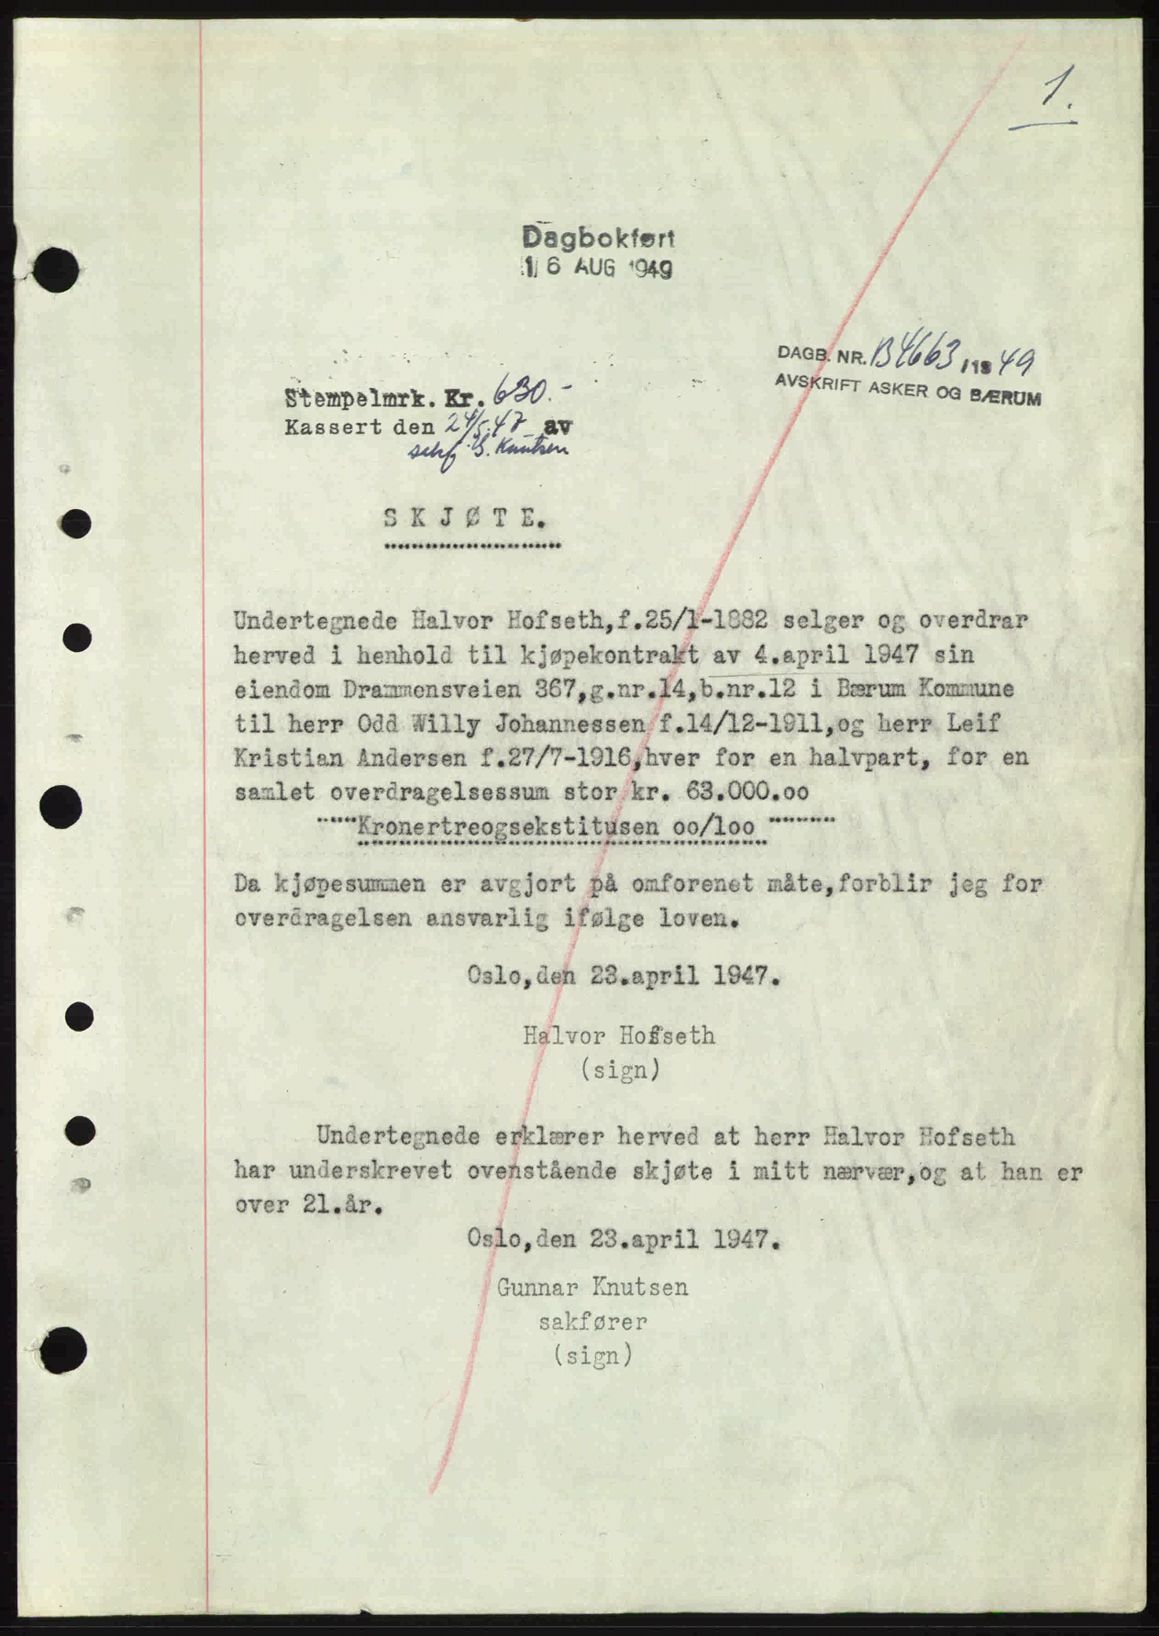 1.
Dagbokført
16 AUG 1949
DAGB. NR. B4663/1949
AVSKRIFT ASKER OG BÆRUM
Stempelmrk. Kr. 630.-
Kassert den 24/5.47 av
sakf G. Knutsen
SKJØTE.
Undertegnede Halvor Hofseth,f.25/1-1882 selger og overdrar
herved i henhold til kjøpekontrakt av 4.april 1947 sin
eiendom Drammensveien 367,g.nr.14,b.nr.12 i Bærum Kommune
til herr Odd Willy Johannessen f.14/12-1911,og herr Leif
Kristian Andersen f.27/7-1916,hver for en halvpart, for en
samlet overdragelsessum stor kr. 63.000.oo
""""Kronertreogsekstitusen oo/loo """""""
Da kjøpesummen er avgjort på omforenet måte,forblir jeg for
overdragelsen ansvarlig ifølge loven.
Oslo,den 23.april 1947.
Halvor Hofseth
(sign)
Undertegnede erklærer herved at herr Halvor Hofseth
har underskrevet ovenstående skjøte i mitt nærvær,og at han er
over 21.år.
Oslo,den 23.april 1947.
Gunnar Knutsen
sakfører
(sign)